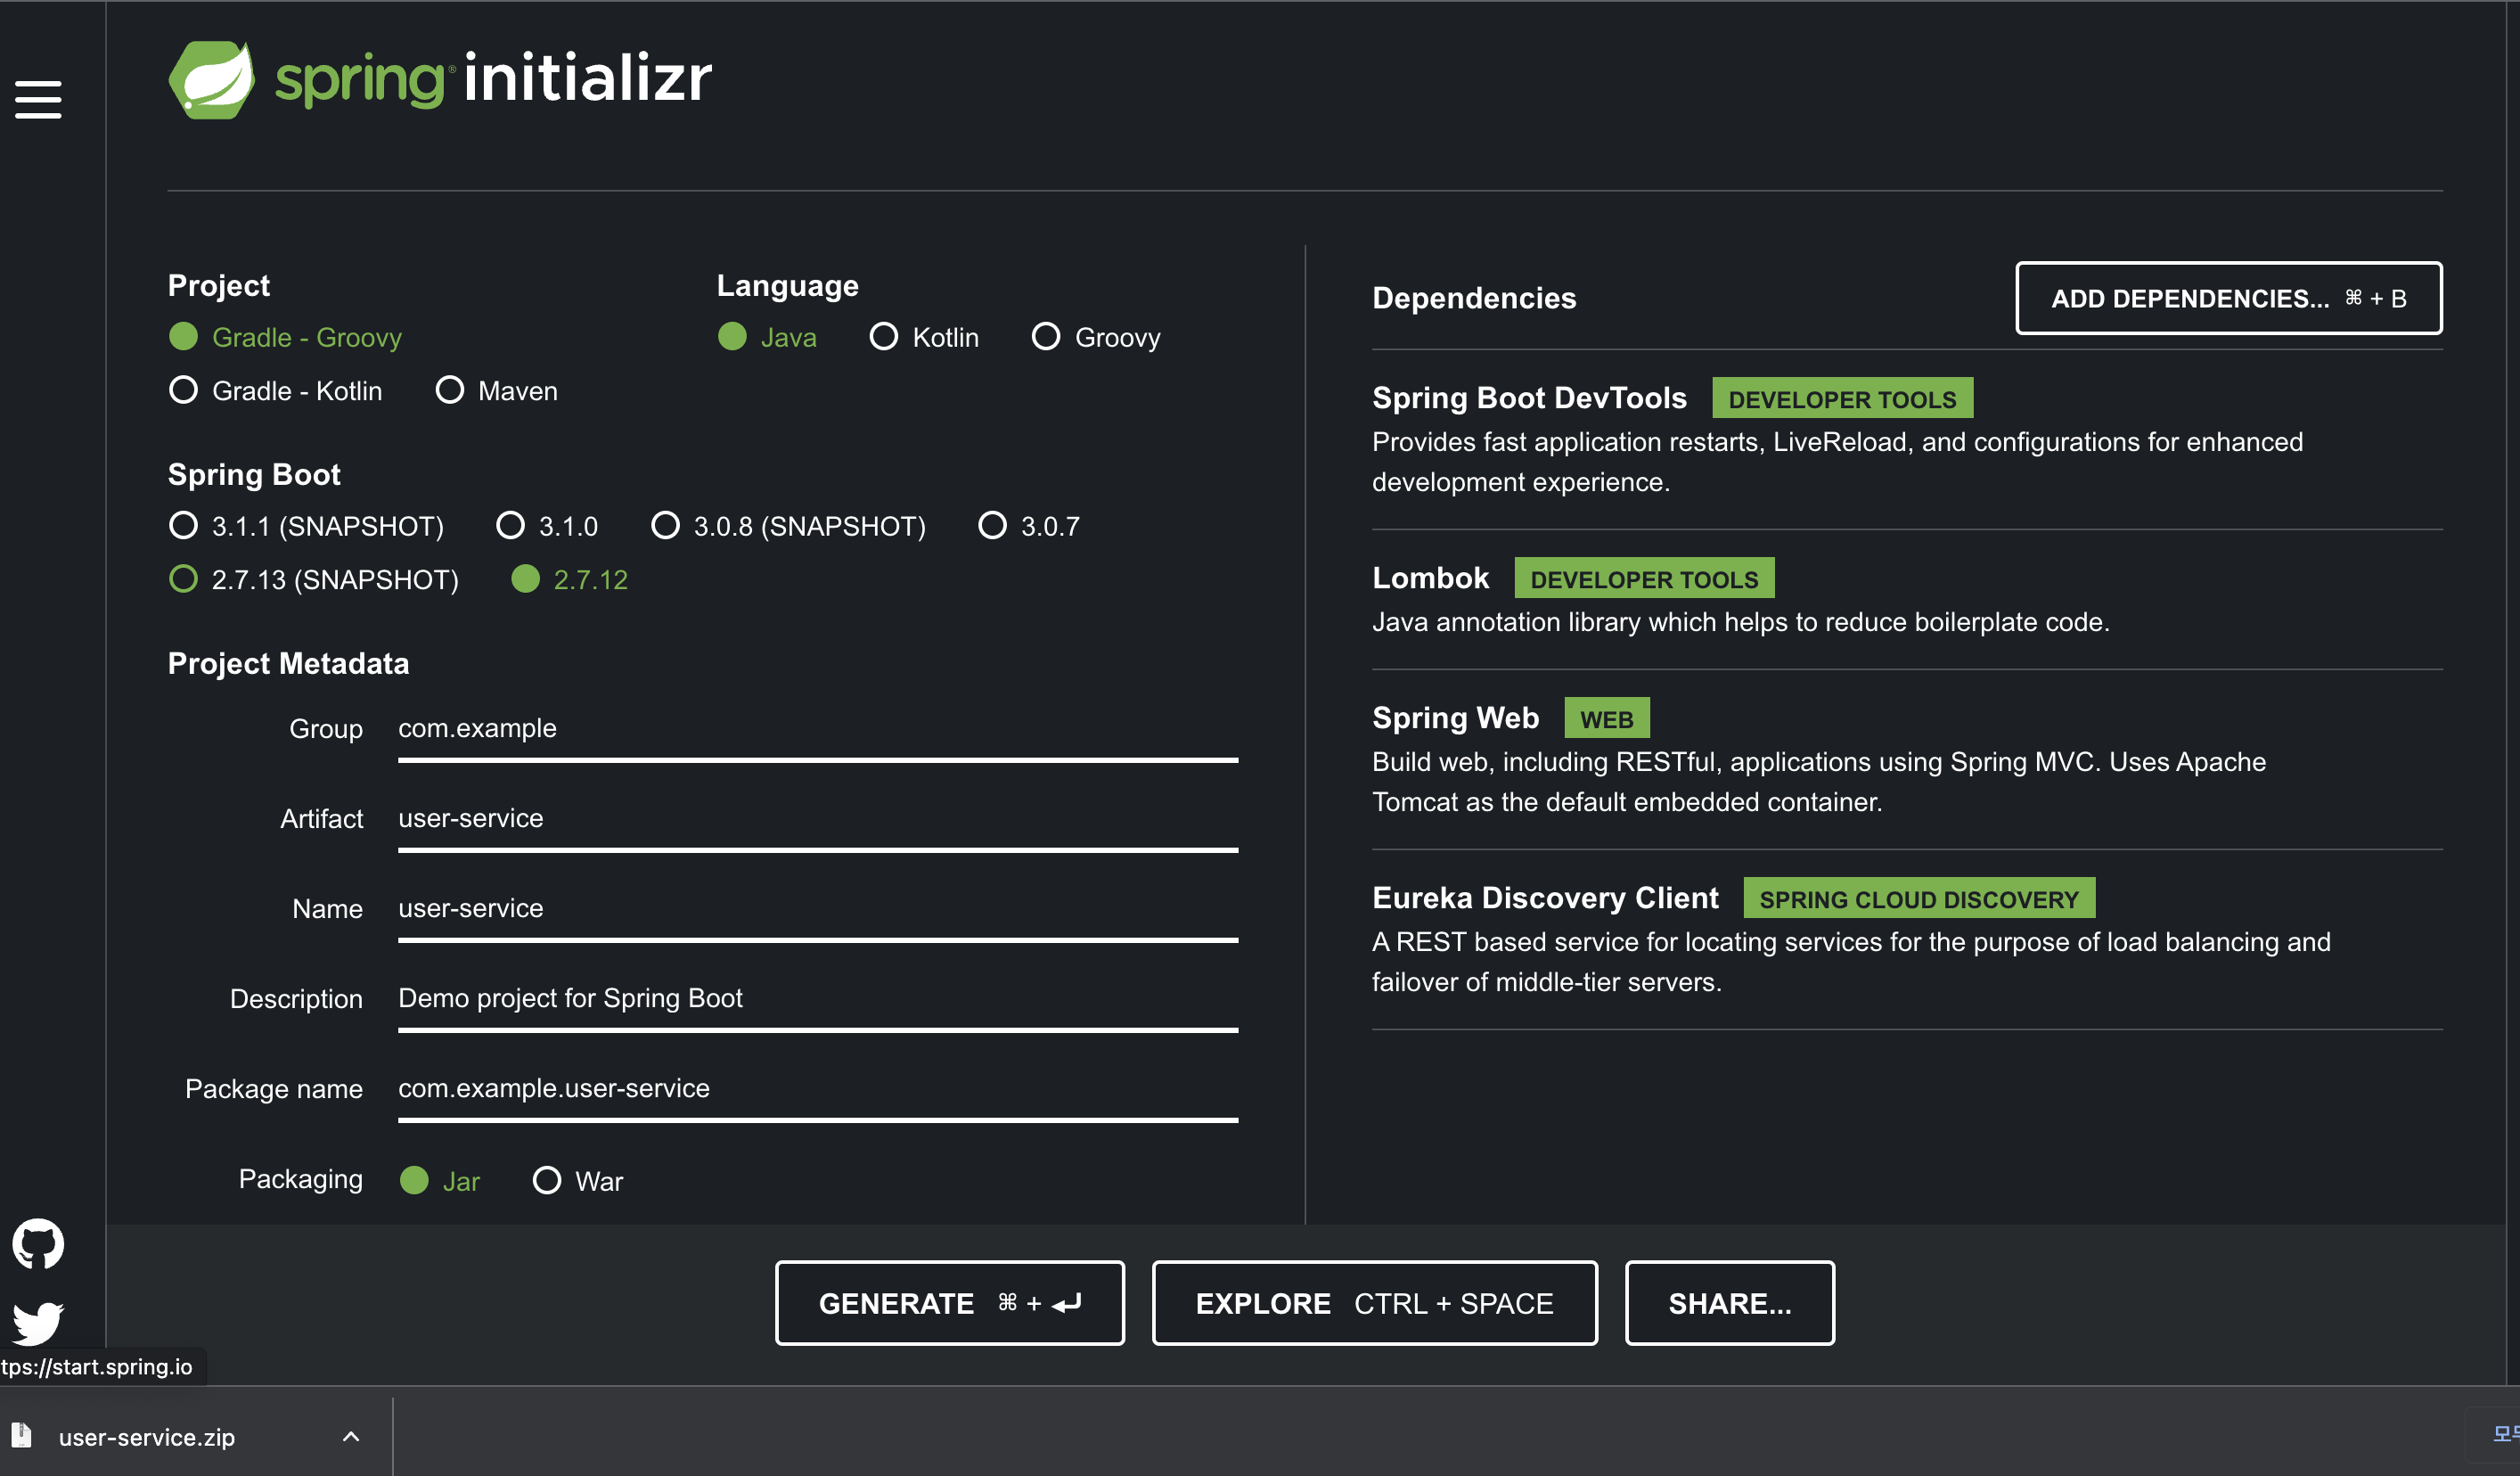 spring initializr
Project
Gradle - Groovy
Gradle - Kotlin Maven
Language
Java Kotlin Groovy
Spring Boot
3.1.1 (SNAPSHOT) 3.1.0 3.0.8 (SNAPSHOT) 3.0.7
2.7.13 (SNAPSHOT) 2.7.12
Project Metadata
Group com.example
Artifact user-service
Name user-service
Description Demo project for Spring Boot
Package name com.example.user-service
Packaging Jar War
Dependencies
ADD DEPENDENCIES... ⌘ + B
Spring Boot DevTools DEVELOPER TOOLS
Provides fast application restarts, LiveReload, and configurations for enhanced
development experience.
Lombok DEVELOPER TOOLS
Java annotation library which helps to reduce boilerplate code.
Spring Web WEB
Build web, including RESTful, applications using Spring MVC. Uses Apache
Tomcat as the default embedded container.
Eureka Discovery Client SPRING CLOUD DISCOVERY
A REST based service for locating services for the purpose of load balancing and
failover of middle-tier servers.
GENERATE ⌘ + ⏎
EXPLORE CTRL + SPACE
SHARE...
tps://start.spring.io
user-service.zip